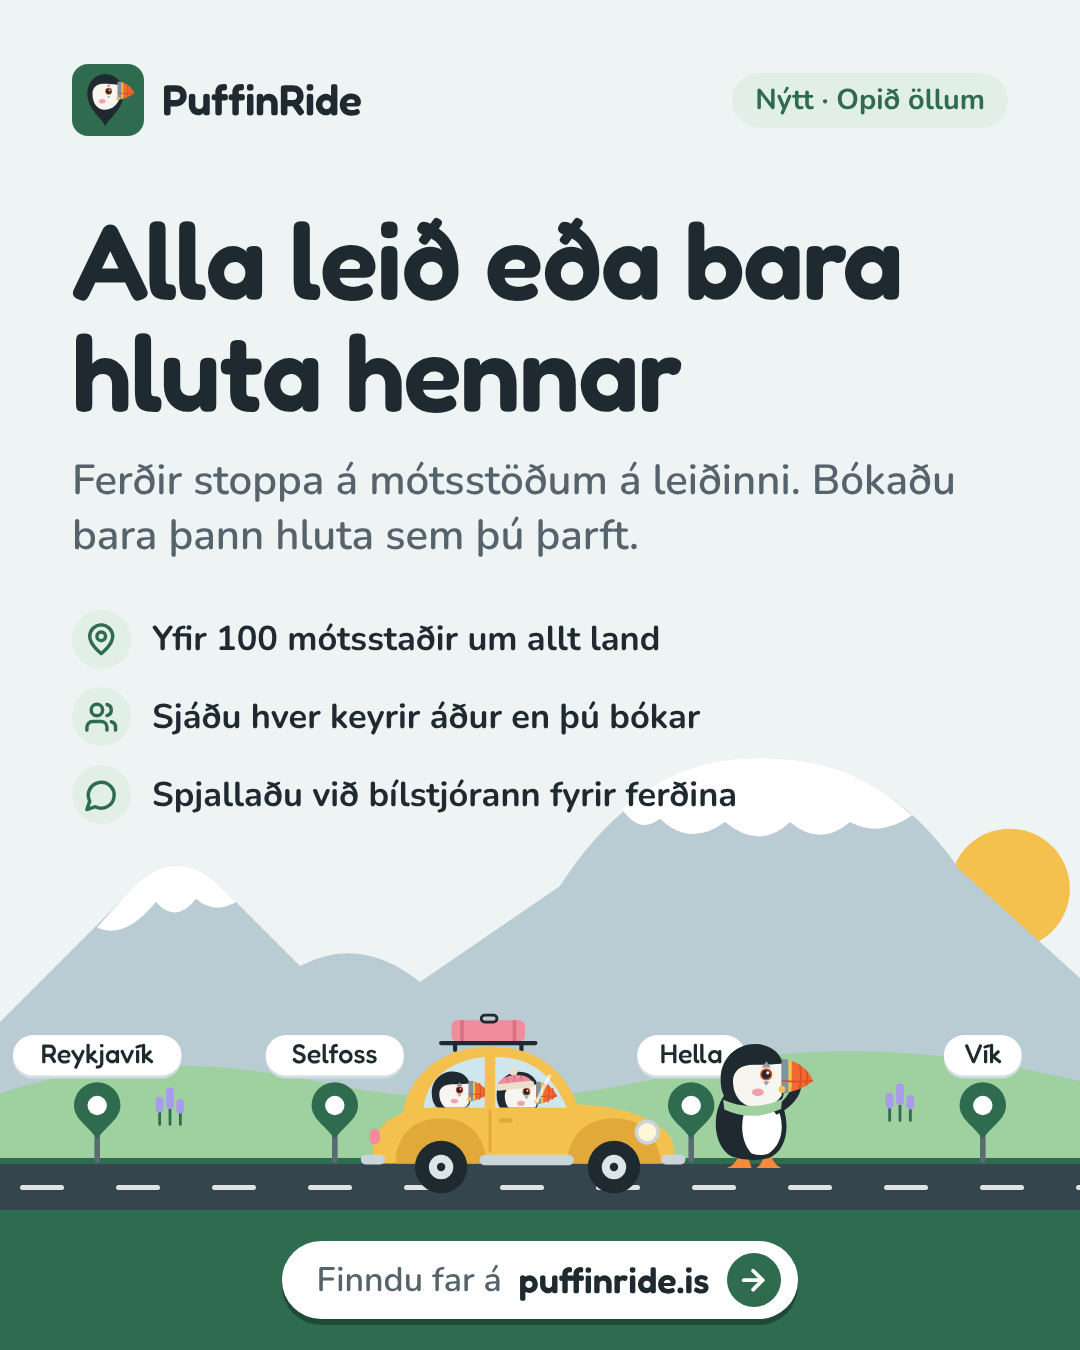 PuffinRide
Nýtt · Opið öllum
Alla leið eða bara
hluta hennar
Ferðir stoppa á mótsstöðum á leiðinni. Bókaðu
bara þann hluta sem þú þarft.
Yfir 100 mótsstaðir um allt land
Sjáðu hver keyrir áður en þú bókar
Spjallaðu við bílstjórann fyrir ferðina
Reykjavík
Selfoss
Hella
Vík
Finndu far á puffinride.is